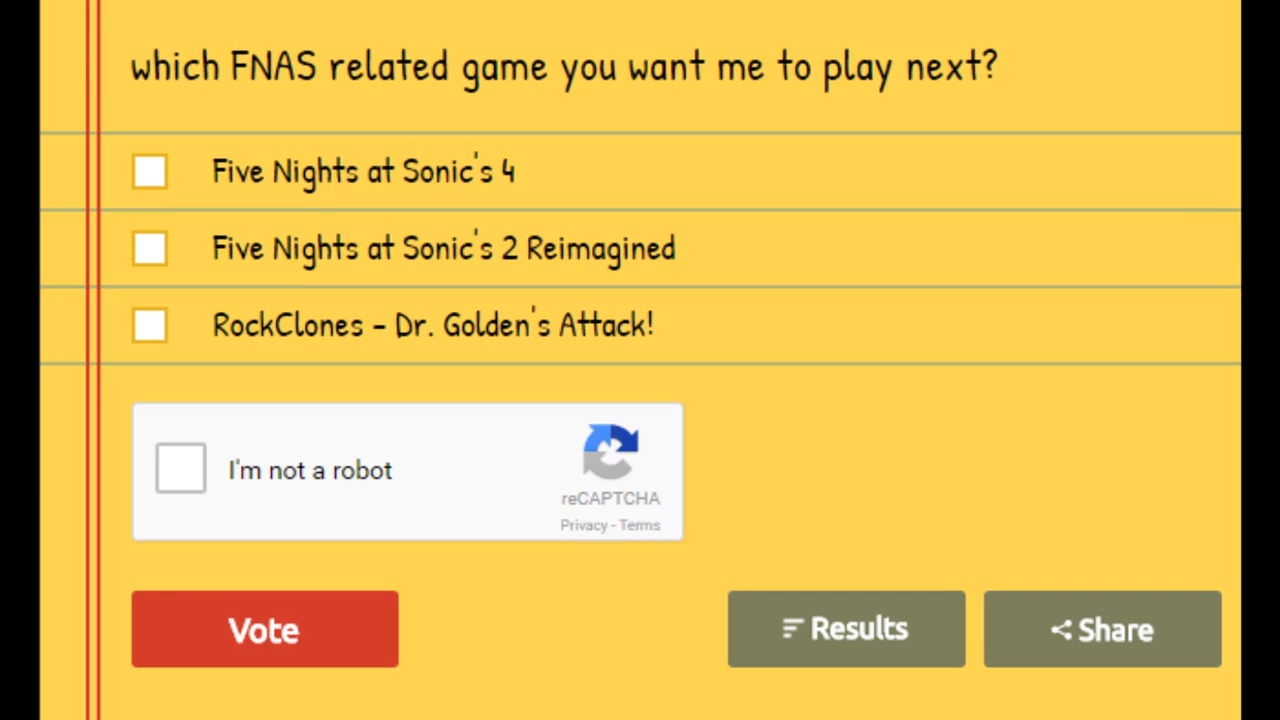 which FNAS related game you want me to play next?
Five Nights at Sonic's 4
Five Nights at Sonic's 2 Reimagined
RockClones - Dr. Golden's Attack!
I'm not a robot
reCAPTCHA
Privacy - Terms
Vote
Results
Share